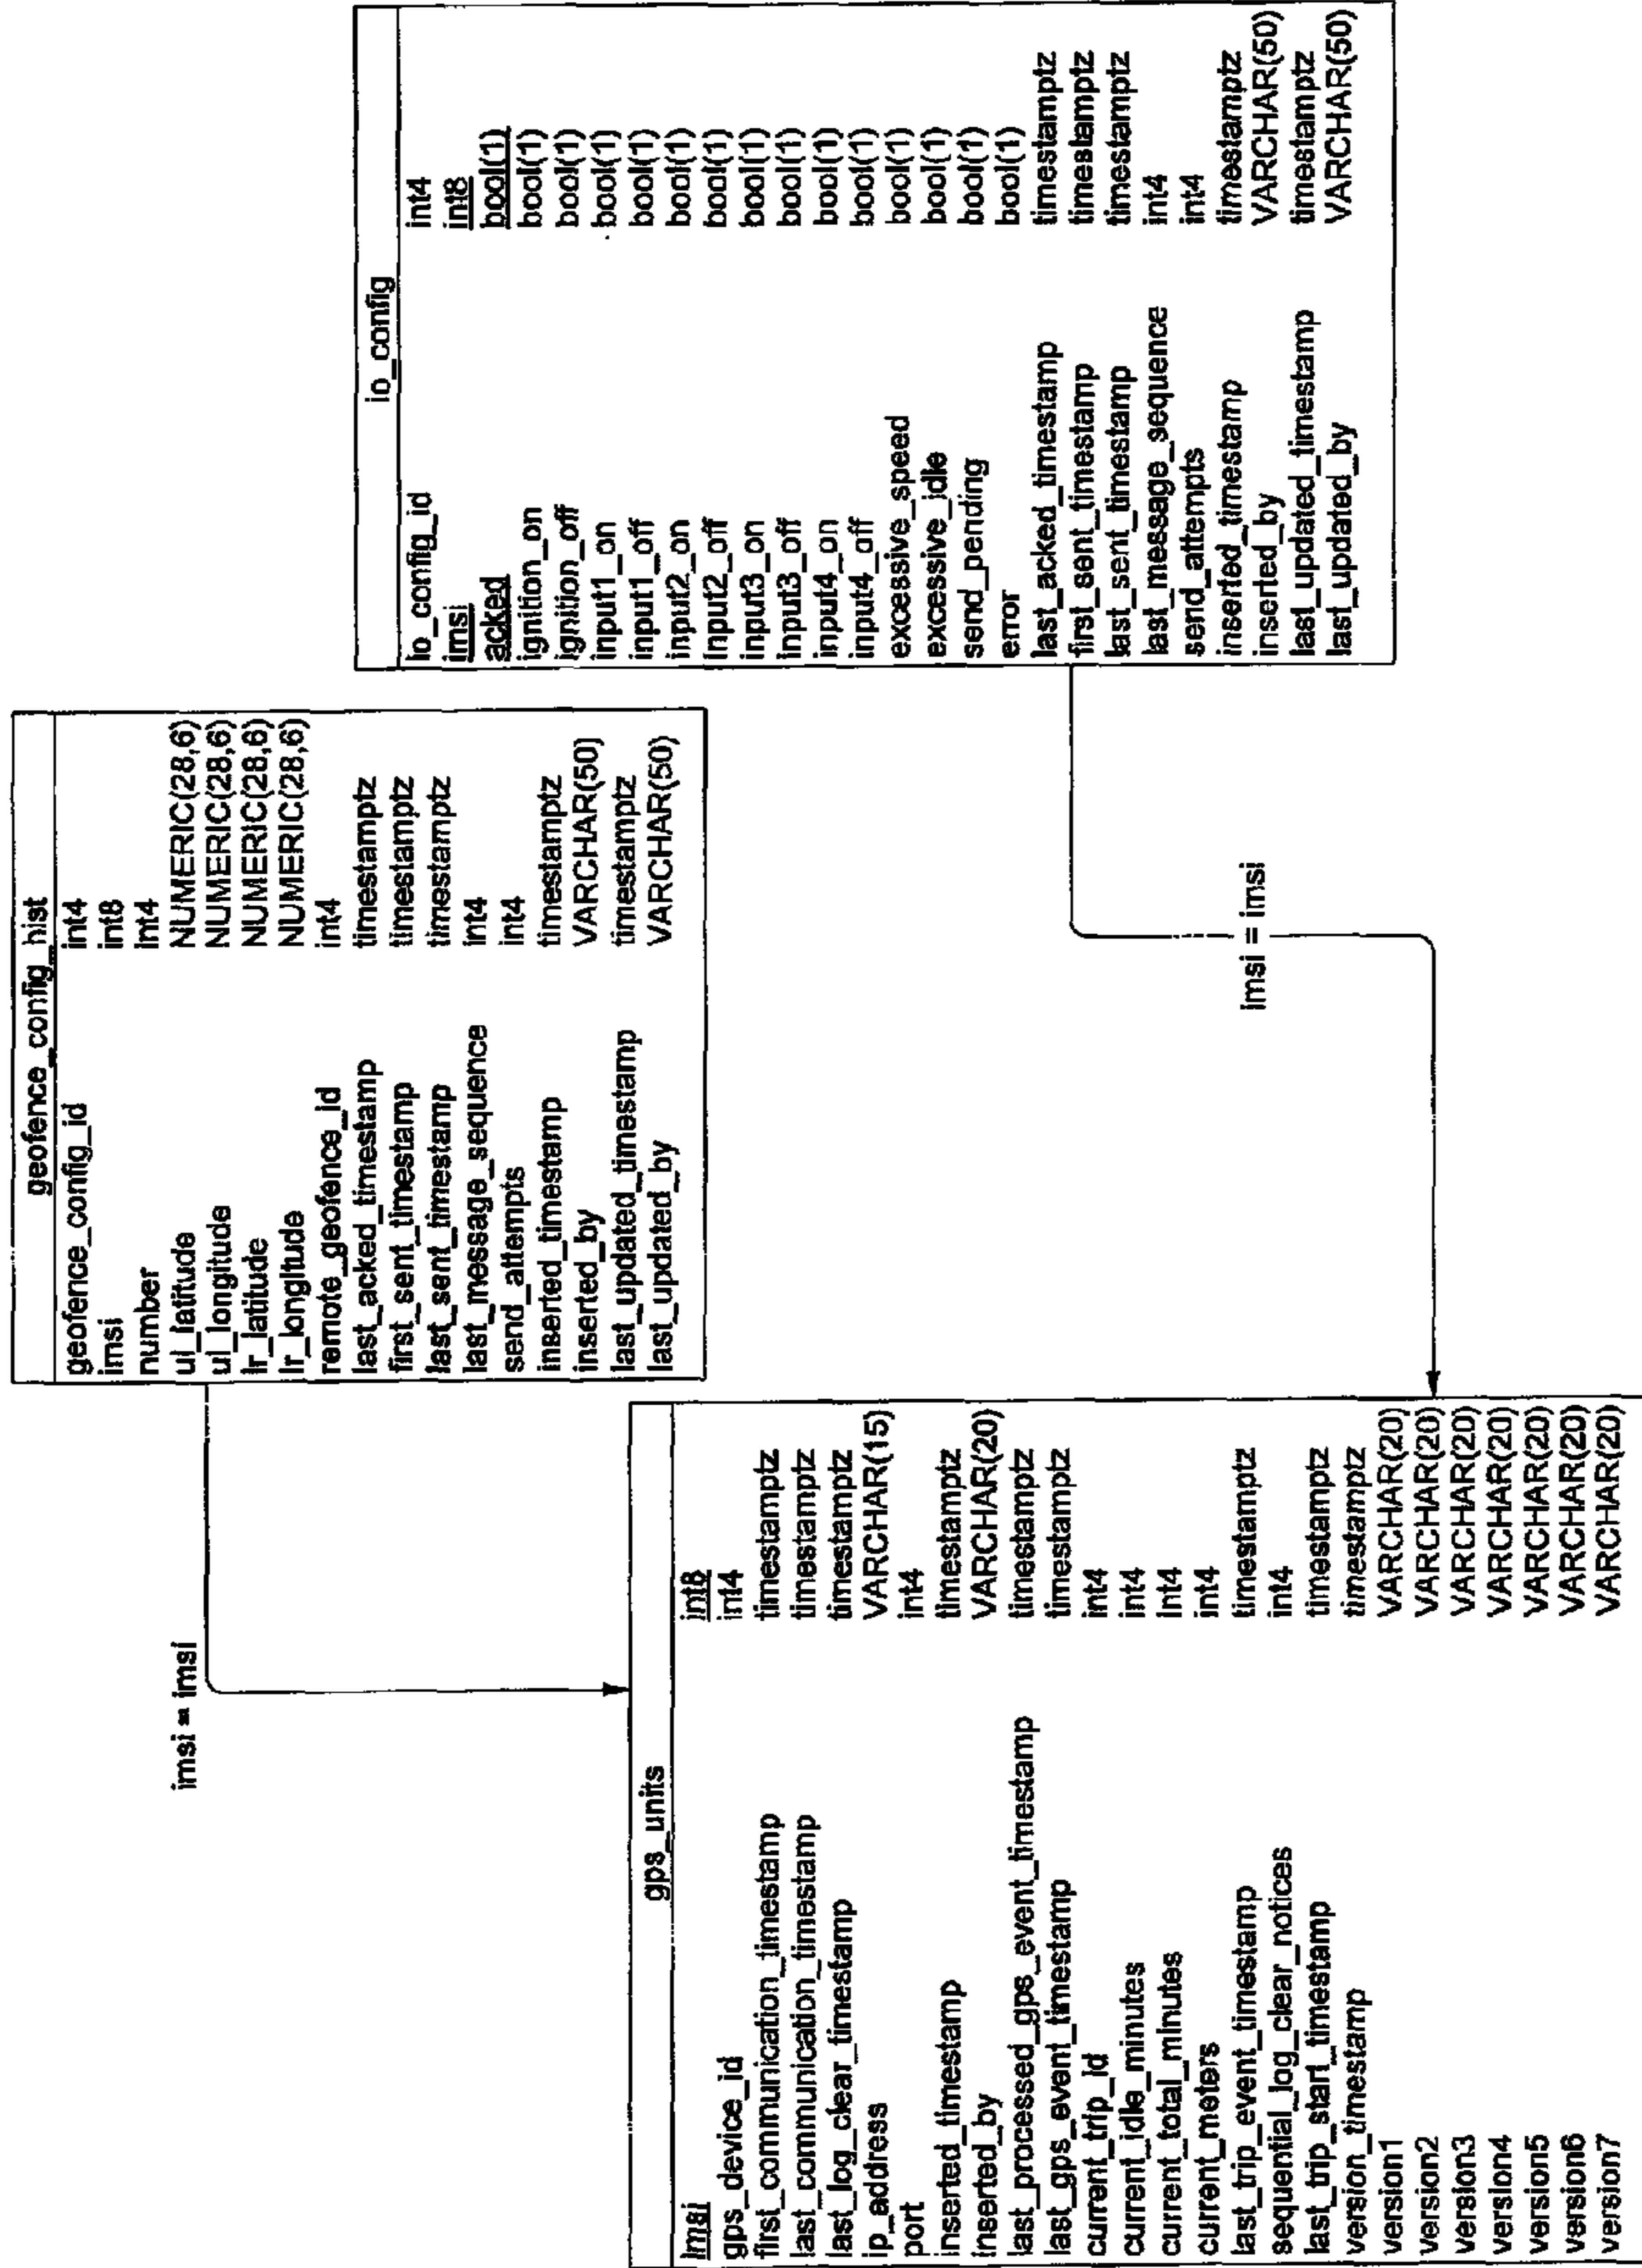 geofence_config_hist
geofence_config_id int4
imsi int8
number int4
ul_latitude NUMERIC(28,6)
ul_longitude NUMERIC(28,6)
lr_latitude NUMERIC(28,6)
lr_longitude NUMERIC(28,6)
remote_geofence_id int4
last_acked_timestamp timestamptz
first_sent_timestamp timestamptz
last_sent_timestamp timestamptz
last_message_sequence int4
send_attempts int4
inserted_timestamp timestamptz
inserted_by VARCHAR(50)
last_updated_timestamp timestamptz
last_updated_by VARCHAR(50)
imsi = imsi
io_config
io_config_id int4
imsi int8
acked bool(1)
ignition_on bool(1)
ignition_off bool(1)
input1_on bool(1)
input1_off bool(1)
input2_on bool(1)
input2_off bool(1)
input3_on bool(1)
input3_off bool(1)
input4_on bool(1)
input4_off bool(1)
excessive_speed bool(1)
excessive_idle bool(1)
send_pending bool(1)
error bool(1)
last_acked_timestamp timestamptz
first_sent_timestamp timestamptz
last_sent_timestamp timestamptz
last_message_sequence int4
send_attempts int4
inserted_timestamp timestamptz
inserted_by VARCHAR(50)
last_updated_timestamp timestamptz
last_updated_by VARCHAR(50)
imsi = imsi
gps_units
imsi int8
gps_device_id int4
first_communication_timestamp timestamptz
last_communication_timestamp timestamptz
last_log_clear_timestamp timestamptz
ip_address VARCHAR(15)
port int4
inserted_timestamp timestamptz
inserted_by VARCHAR(20)
last_processed_gps_event_timestamp timestamptz
last_gps_event_timestamp timestamptz
current_trip_id int4
current_idle_minutes int4
current_total_minutes int4
current_meters int4
last_trip_event_timestamp timestamptz
sequential_log_clear_notices int4
last_trip_start_timestamp timestamptz
version_timestamp timestamptz
version1 VARCHAR(20)
version2 VARCHAR(20)
version3 VARCHAR(20)
version4 VARCHAR(20)
version5 VARCHAR(20)
version6 VARCHAR(20)
version7 VARCHAR(20)